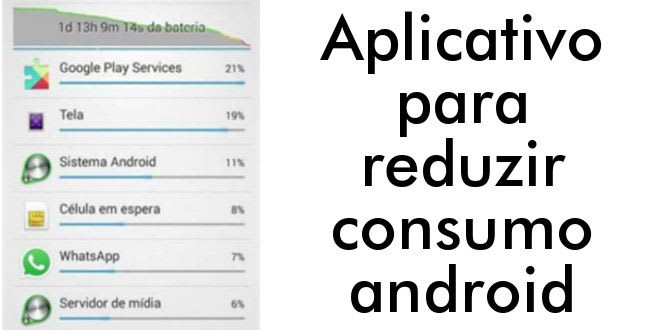 1d 13h 9m 14s da bateria
Google Play Services 21%
Tela 19%
Sistema Android 11%
Célula em espera 8%
WhatsApp 7%
Servidor de mídia 6%
Aplicativo
para
reduzir
consumo
android